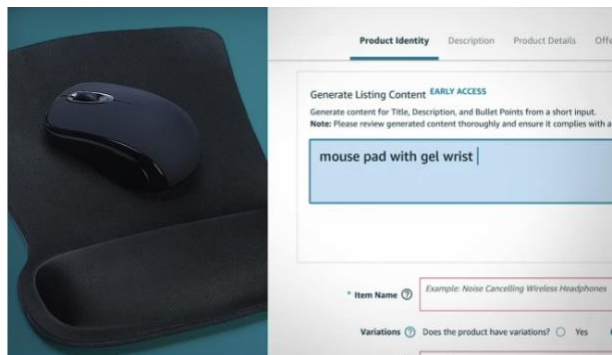 Product Identity Description Product Details Offe
Generate Listing Content EARLY ACCESS
Generate content for Title, Description, and Bullet Points from a short input.
Note: Please review generated content thoroughly and ensure it complies with a
mouse pad with gel wrist
* Item Name ? Example: Noise Cancelling Wireless Headphones
Variations ? Does the product have variations? Yes